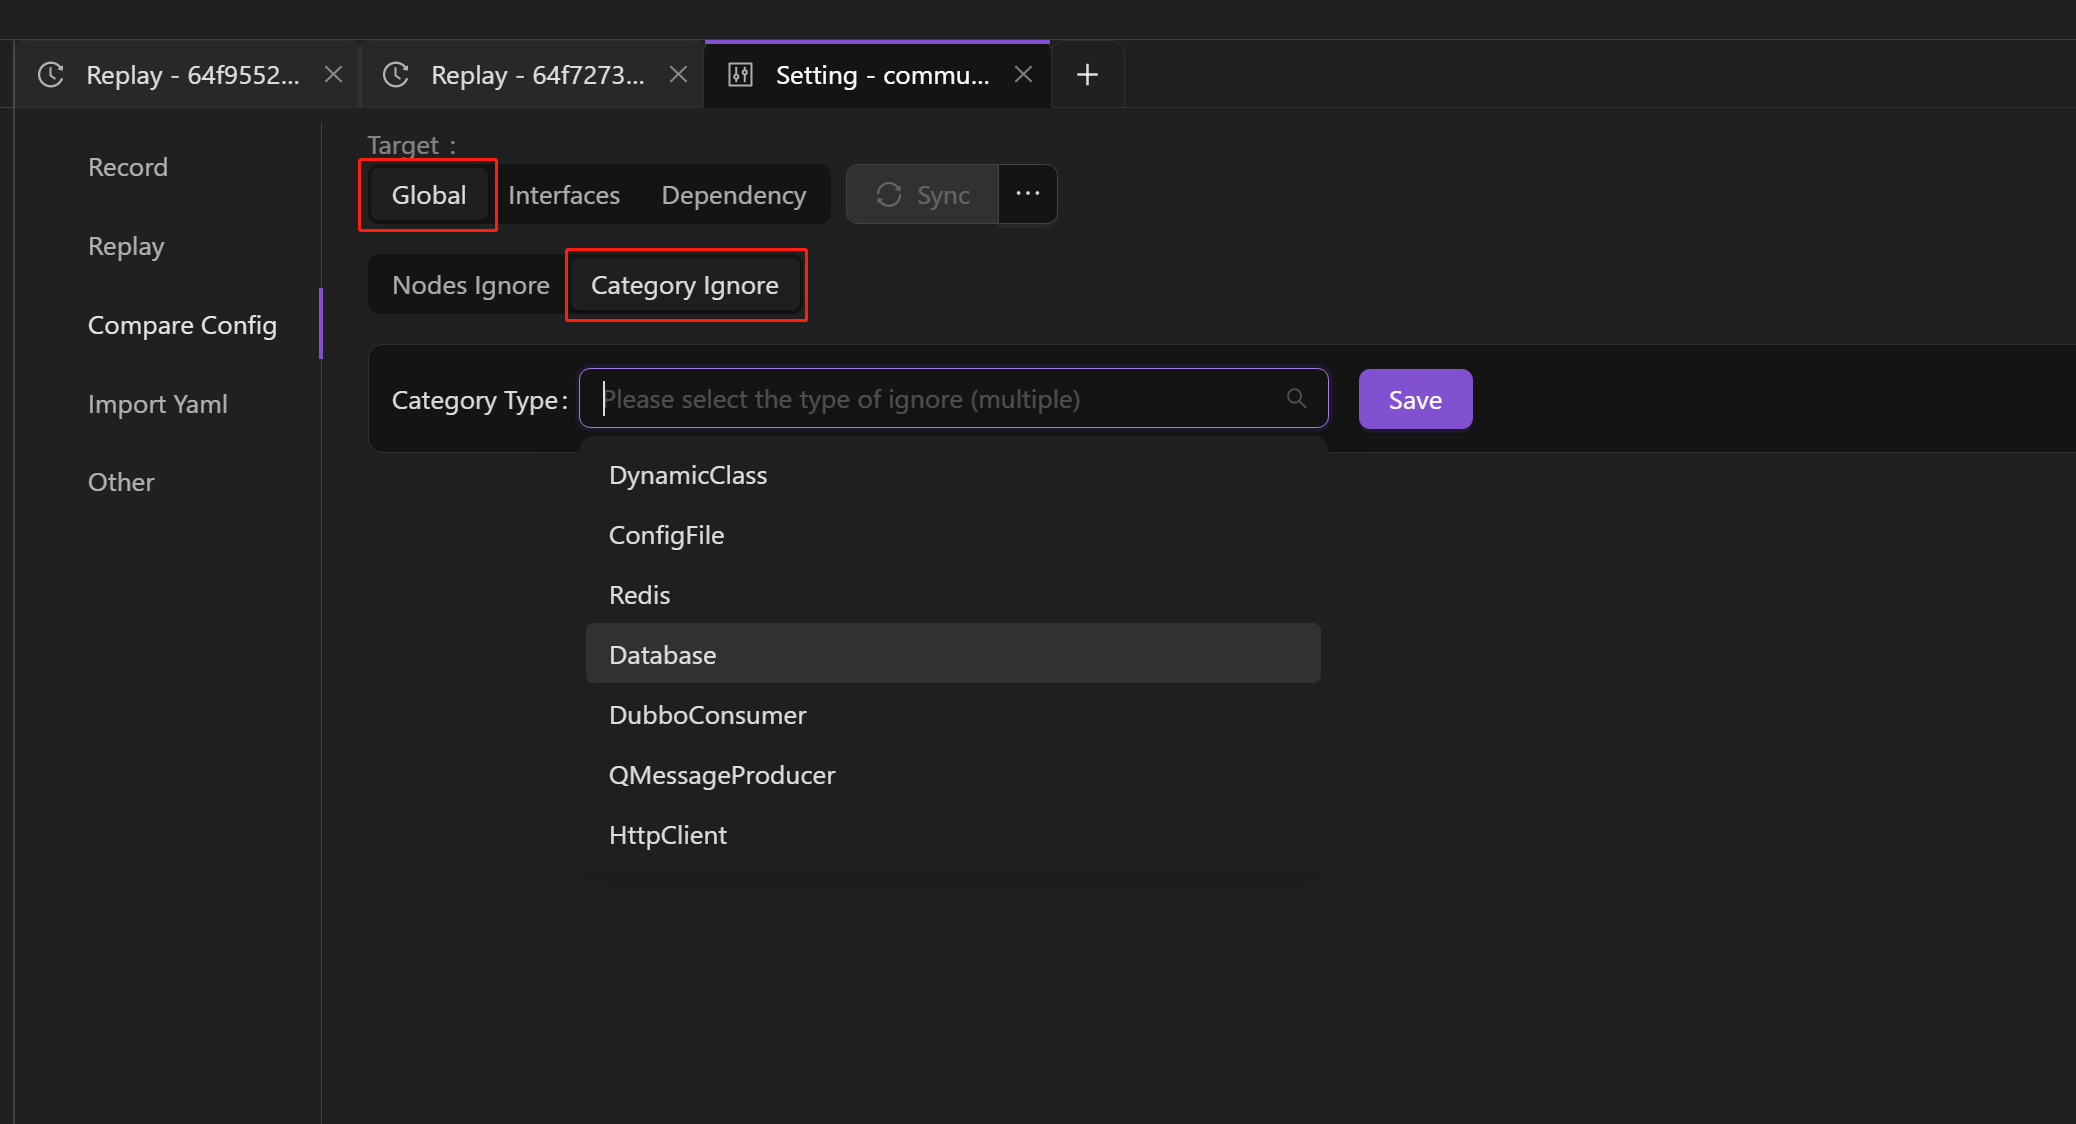 Replay - 64f9552...
Replay - 64f7273...
Setting - commu...
Record
Replay
Compare Config
Import Yaml
Other
Target :
Global
Interfaces
Dependency
Sync
...
Nodes Ignore
Category Ignore
Category Type:
Please select the type of ignore (multiple)
Save
DynamicClass
ConfigFile
Redis
Database
DubboConsumer
QMessageProducer
HttpClient